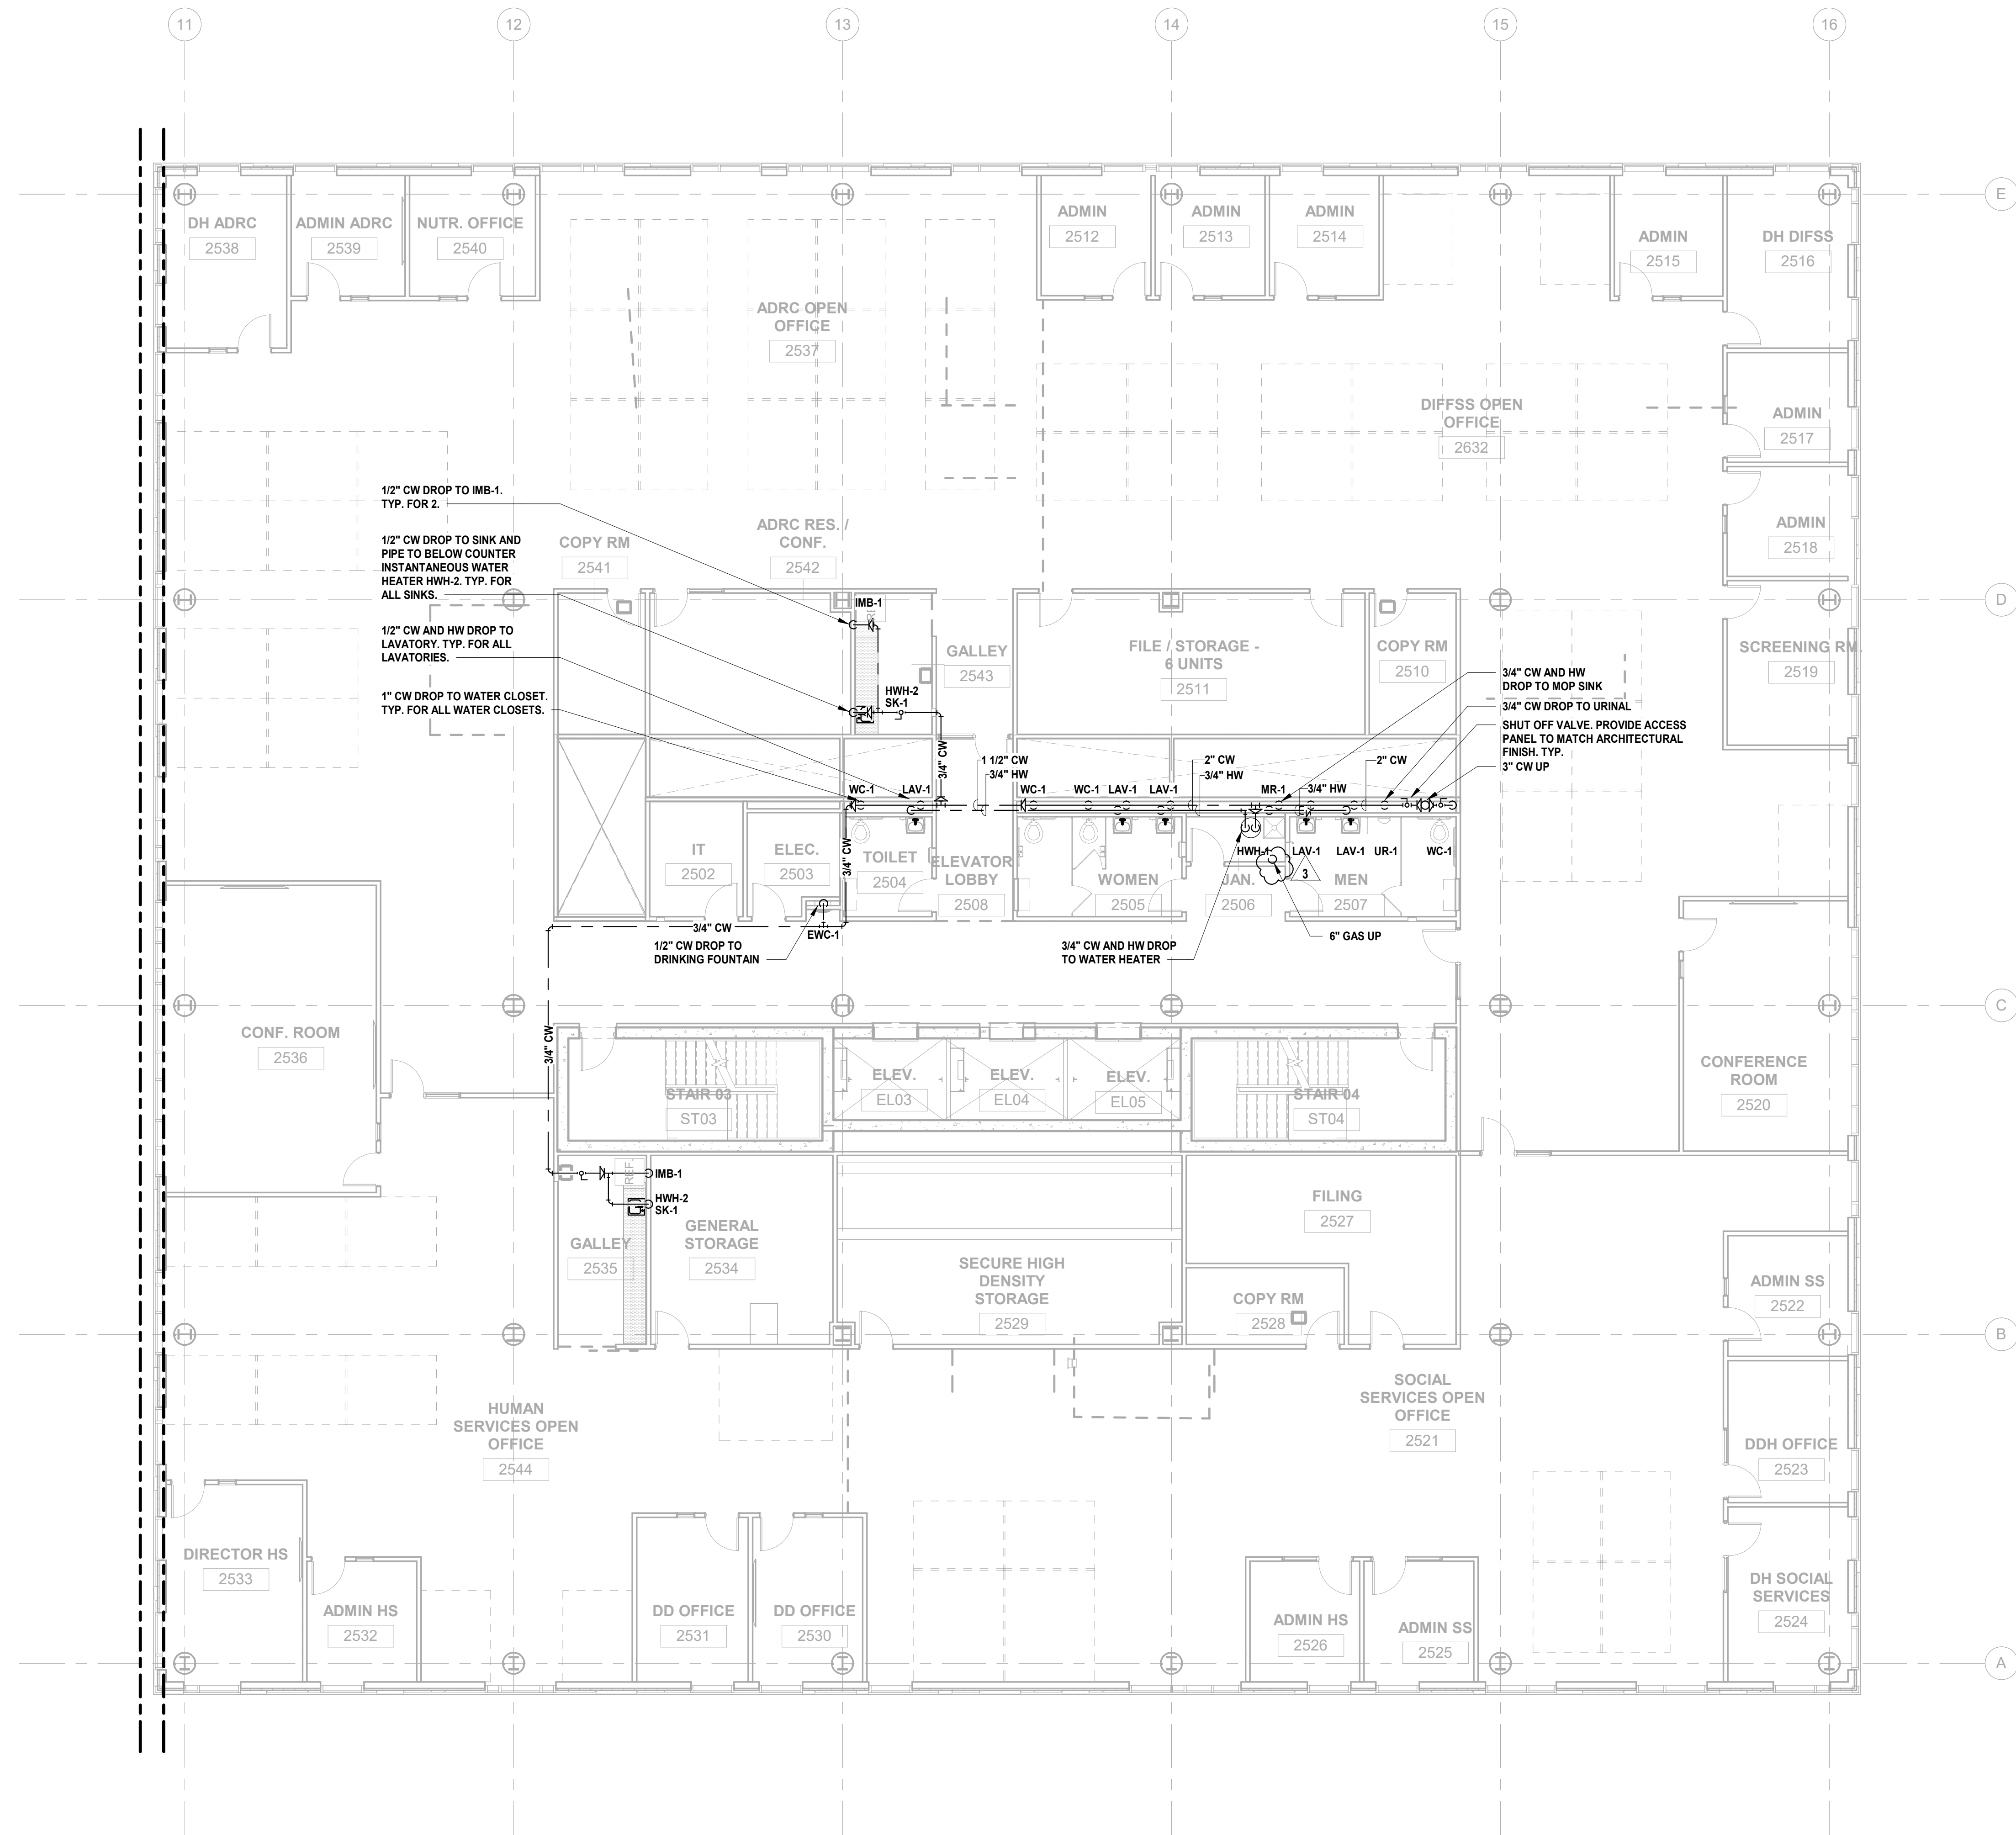 11
12
13
14
15
16
E
D
C
B
A
DH ADRC
2538
ADMIN ADRC
2539
NUTR. OFFICE
2540
ADRC OPEN
OFFICE
2537
ADMIN
2512
ADMIN
2513
ADMIN
2514
ADMIN
2515
DH DIFSS
2516
DIFFSS OPEN
OFFICE
2632
ADMIN
2517
ADMIN
2518
SCREENING RM.
2519
1/2" CW DROP TO IMB-1.
TYP. FOR 2.
1/2" CW DROP TO SINK AND
PIPE TO BELOW COUNTER
INSTANTANEOUS WATER
HEATER HWH-2. TYP. FOR
ALL SINKS.
1/2" CW AND HW DROP TO
LAVATORY. TYP. FOR ALL
LAVATORIES.
1" CW DROP TO WATER CLOSET.
TYP. FOR ALL WATER CLOSETS.
COPY RM
2541
ADRC RES. /
CONF.
2542
IMB-1
REF
HWH-2
SK-1
GALLEY
2543
FILE / STORAGE -
6 UNITS
2511
COPY RM
2510
3/4" CW AND HW
DROP TO MOP SINK
3/4" CW DROP TO URINAL
SHUT OFF VALVE. PROVIDE ACCESS
PANEL TO MATCH ARCHITECTURAL
FINISH. TYP.
3" CW UP
3/4" CW
1 1/2" CW
3/4" HW
2" CW
3/4" HW
2" CW
3/4" HW
WC-1
LAV-1
WC-1
WC-1
LAV-1
LAV-1
MR-1
HWH-1
LAV-1
LAV-1
UR-1
WC-1
IT
2502
ELEC.
2503
3/4" CW
TOILET
2504
ELEVATOR
LOBBY
2508
WOMEN
2505
JAN.
2506
3
MEN
2507
3/4" CW
EWC-1
1/2" CW DROP TO
DRINKING FOUNTAIN
3/4" CW AND HW DROP
TO WATER HEATER
6" GAS UP
3/4" CW
CONF. ROOM
2536
STAIR 03
ST03
ELEV.
EL03
ELEV.
EL04
ELEV.
EL05
STAIR 04
ST04
CONFERENCE
ROOM
2520
REF.
IMB-1
HWH-2
SK-1
GALLEY
2535
GENERAL
STORAGE
2534
SECURE HIGH
DENSITY
STORAGE
2529
FILING
2527
COPY RM
2528
ADMIN SS
2522
HUMAN
SERVICES OPEN
OFFICE
2544
SOCIAL
SERVICES OPEN
OFFICE
2521
DDH OFFICE
2523
DIRECTOR HS
2533
ADMIN HS
2532
DD OFFICE
2531
DD OFFICE
2530
ADMIN HS
2526
ADMIN SS
2525
DH SOCIAL
SERVICES
2524